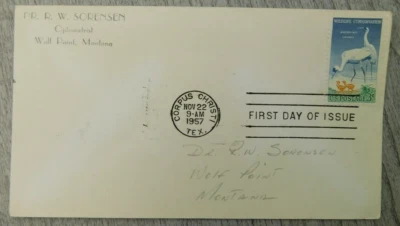 DR. R. W. SORENSEN
Optometrist
Wolf Point, Montana
WILDLIFE CONSERVATION
CORPUS CHRISTI
NOV 22
9-AM
1957
TEX.
FIRST DAY OF ISSUE
Dr R.W. Sorensen
Wolf Point
Montana